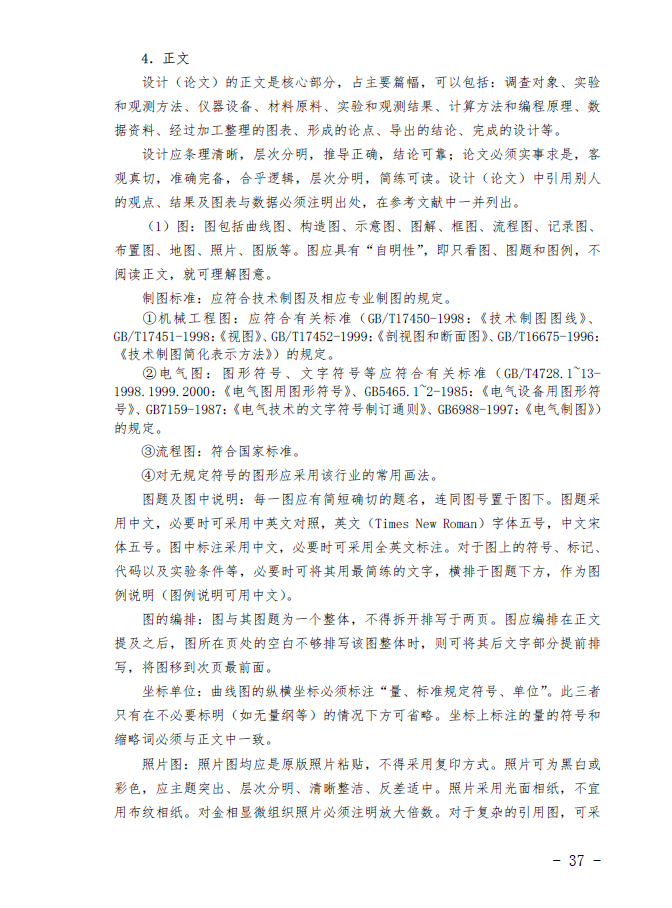 4．正文
设计（论文）的正文是核心部分，占主要篇幅，可以包括：调查对象、实验
和观测方法、仪器设备、材料原料、实验和观测结果、计算方法和编程原理、数
据资料、经过加工整理的图表、形成的论点、导出的结论、完成的设计等。
设计应条理清晰，层次分明，推导正确，结论可靠；论文必须实事求是，客
观真切，准确完备，合乎逻辑，层次分明，简练可读。设计（论文）中引用别人
的观点、结果及图表与数据必须注明出处，在参考文献中一并列出。
（1）图：图包括曲线图、构造图、示意图、图解、框图、流程图、记录图、
布置图、地图、照片、图版等。图应具有“自明性”，即只看图、图题和图例，不
阅读正文，就可理解图意。
制图标准：应符合技术制图及相应专业制图的规定。
①机械工程图：应符合有关标准（GB/T17450-1998：《技术制图图线》、
GB/T17451-1998：《视图》、GB/T17452-1999：《剖视图和断面图》、GB/T16675-1996：
《技术制图简化表示方法》）的规定。
②电气图：图形符号、文字符号等应符合有关标准（GB/T4728.1~13-
1998.1999.2000：《电气图用图形符号》、GB5465.1~2-1985：《电气设备用图形符
号》、GB7159-1987：《电气技术的文字符号制订通则》、GB6988-1997：《电气制图》）
的规定。
③流程图：符合国家标准。
④对无规定符号的图形应采用该行业的常用画法。
图题及图中说明：每一图应有简短确切的题名，连同图号置于图下。图题采
用中文，必要时可采用中英文对照，英文（Times New Roman）字体五号，中文宋
体五号。图中标注采用中文，必要时可采用全英文标注。对于图上的符号、标记、
代码以及实验条件等，必要时可将其用最简练的文字，横排于图题下方，作为图
例说明（图例说明可用中文）。
图的编排：图与其图题为一个整体，不得拆开排写于两页。图应编排在正文
提及之后，图所在页处的空白不够排写该图整体时，则可将其后文字部分提前排
写，将图移到次页最前面。
坐标单位：曲线图的纵横坐标必须标注“量、标准规定符号、单位”。此三者
只有在不必要标明（如无量纲等）的情况下方可省略。坐标上标注的量的符号和
缩略词必须与正文中一致。
照片图：照片图均应是原版照片粘贴，不得采用复印方式。照片可为黑白或
彩色，应主题突出、层次分明、清晰整洁、反差适中。照片采用光面相纸，不宜
用布纹相纸。对金相显微组织照片必须注明放大倍数。对于复杂的引用图，可采
- 37 -